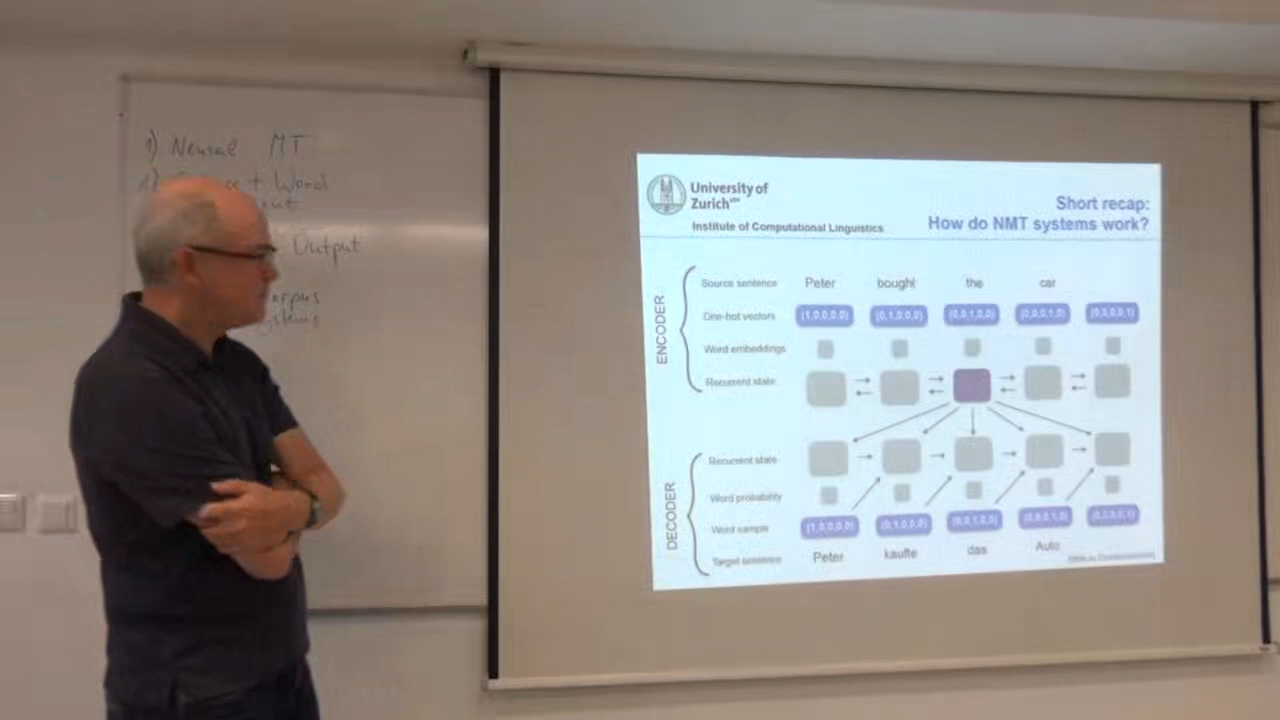 1) Neural MT
+ Word
Output
University of
Zurich
Institute of Computational Linguistics
Short recap:
How do NMT systems work?
ENCODER
Source sentence Peter bought the car
One-hot vectors (1,0,0,0,0) (0,1,0,0,0) (0,0,1,0,0) (0,0,0,1,0) (0,0,0,0,1)
Word embeddings
Recurrent state
DECODER
Recurrent state
Word probability
Word sample (1,0,0,0,0) (0,1,0,0,0) (0,0,1,0,0) (0,0,0,1,0) (0,0,0,0,1)
Target sentence Peter kaufte das Auto